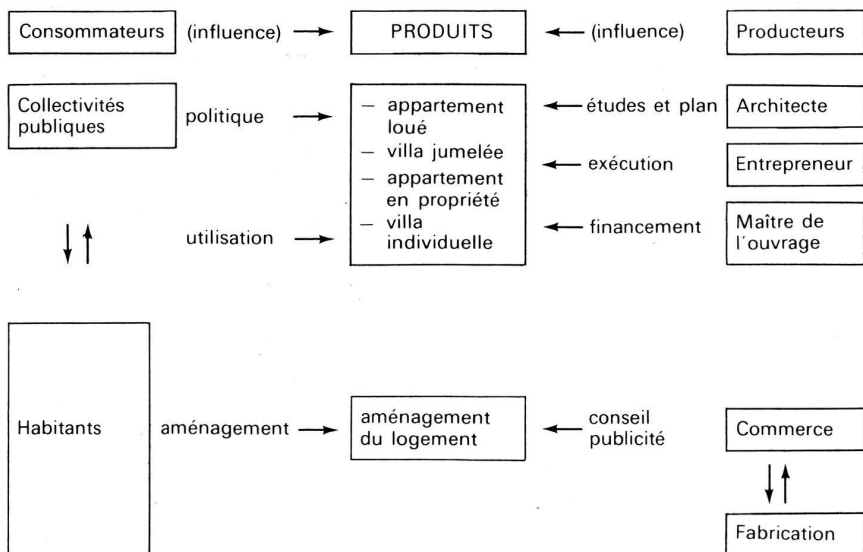 Consommateurs (influence) → PRODUITS ← (influence) Producteurs
Collectivités
publiques
politique →
– appartement
loué
– villa jumelée
– appartement
en propriété
– villa
individuelle
← études et plan Architecte
← exécution Entrepreneur
utilisation →
← financement Maître de
l'ouvrage
↓↑
Habitants aménagement → aménagement
du logement
← conseil
publicité
Commerce
↓↑
Fabrication